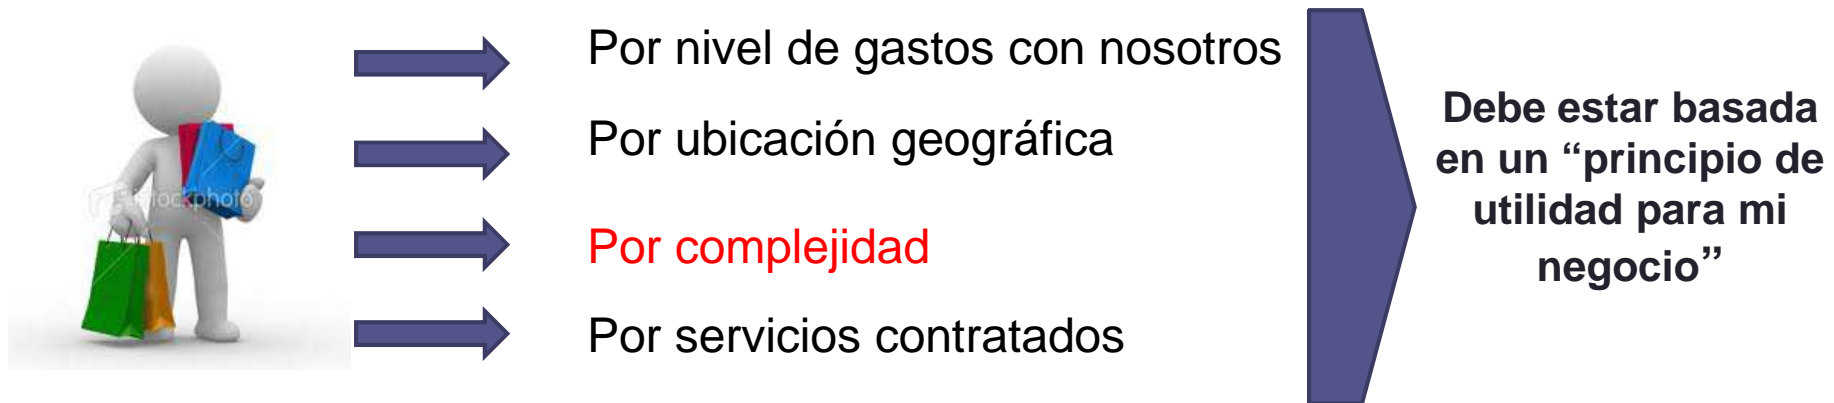 Por nivel de gastos con nosotros
Por ubicación geográfica
Por complejidad
Por servicios contratados
Debe estar basada
en un “principio de
utilidad para mi
negocio”